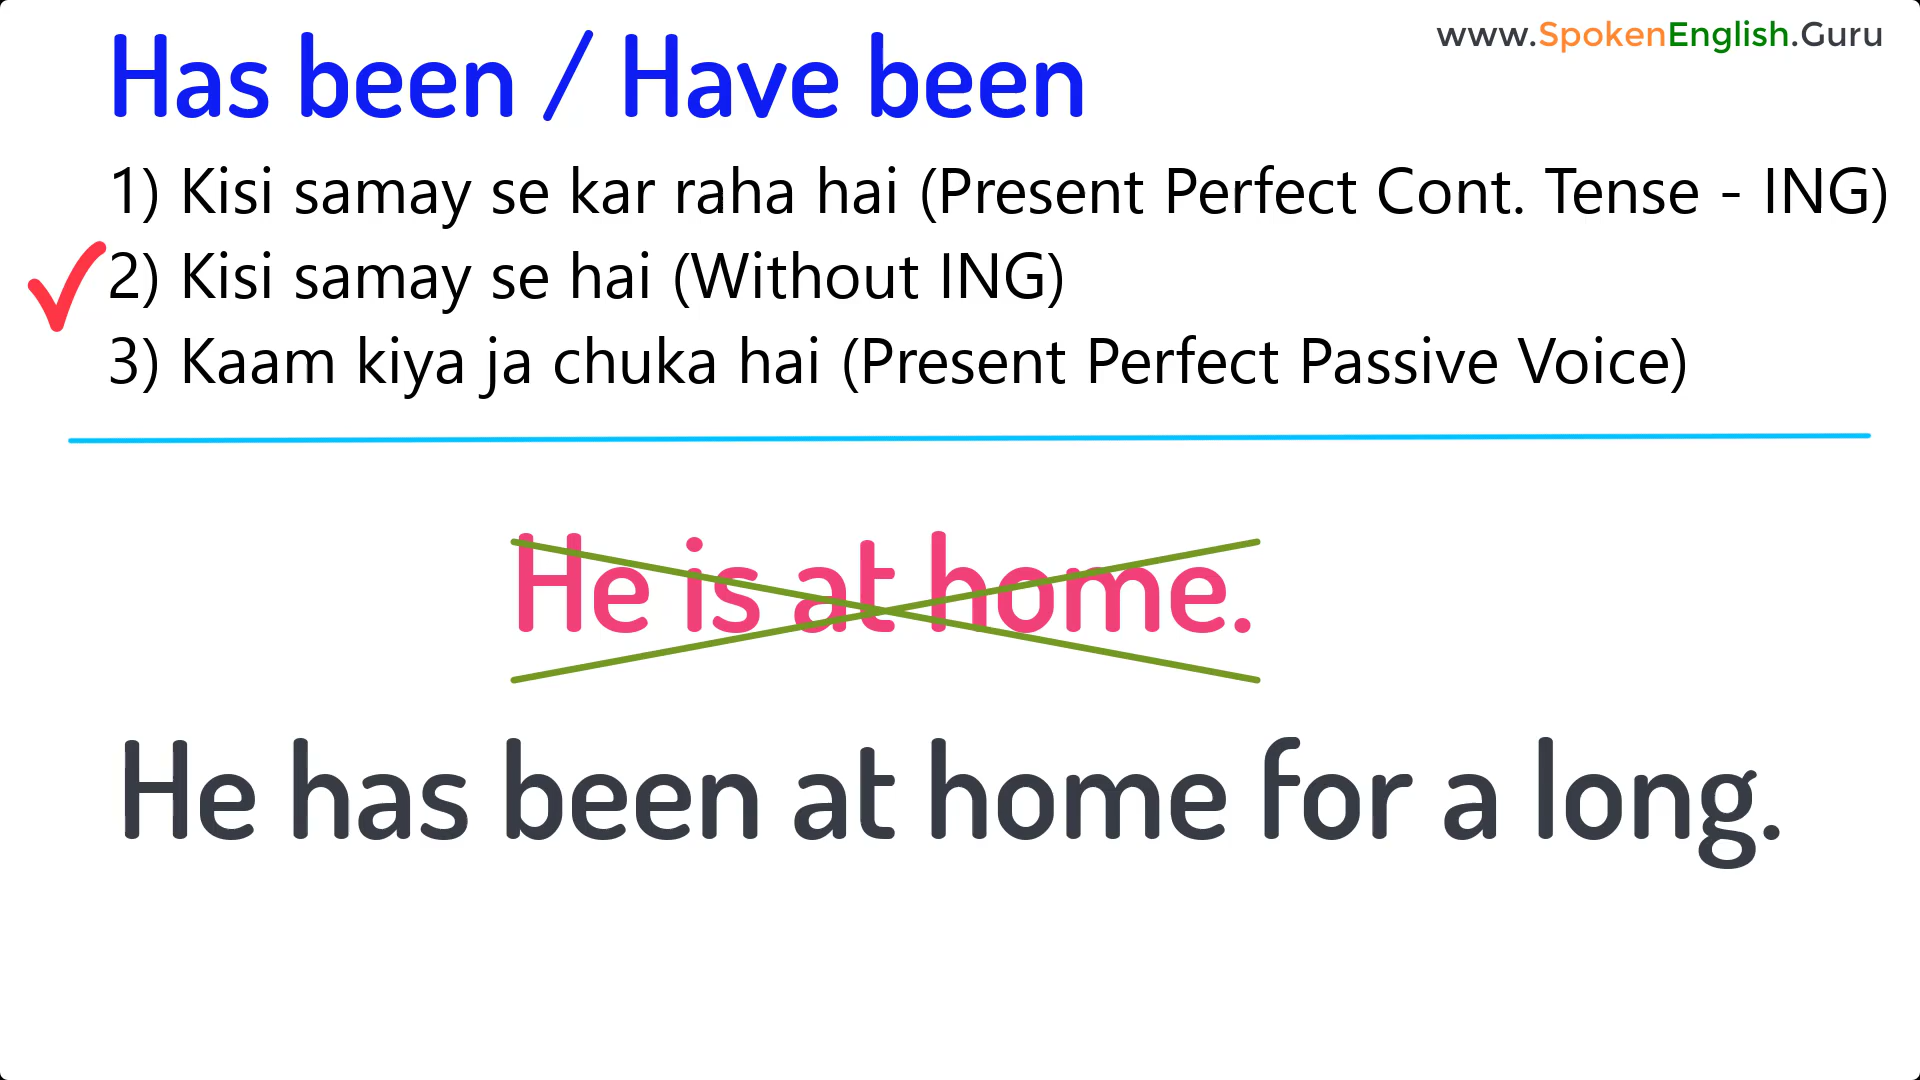 www.SpokenEnglish.Guru
Has been / Have been
1) Kisi samay se kar raha hai (Present Perfect Cont. Tense - ING)
2) Kisi samay se hai (Without ING)
3) Kaam kiya ja chuka hai (Present Perfect Passive Voice)
He is at home.
He has been at home for a long.